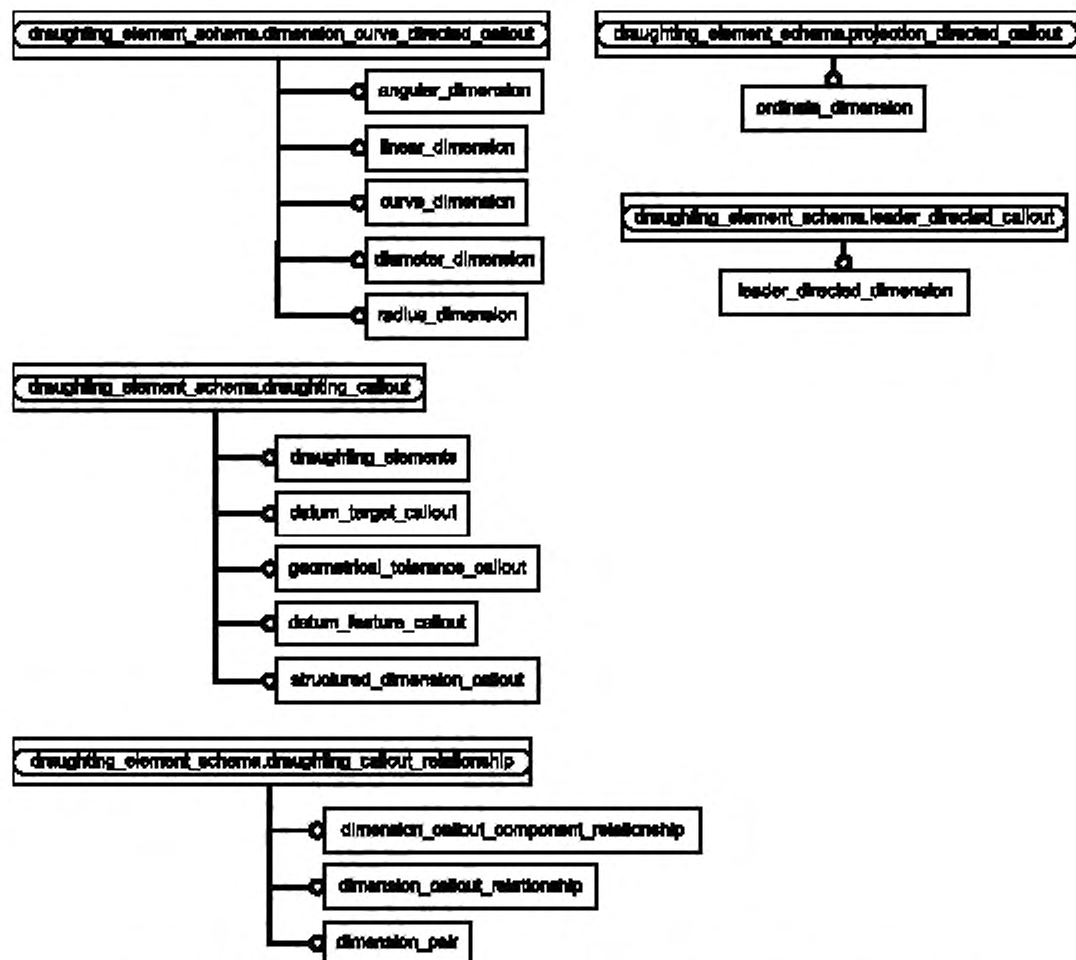 draughting_element_schema.dimension_curve_directed_callout
angular_dimension
linear_dimension
curve_dimension
diameter_dimension
radius_dimension
draughting_element_schema.projection_directed_callout
ordinate_dimension
draughting_element_schema.leader_directed_callout
leader_directed_dimension
draughting_element_schema.draughting_callout
draughting_elements
datum_target_callout
geometrical_tolerance_callout
datum_feature_callout
structured_dimension_callout
draughting_element_schema.draughting_callout_relationship
dimension_callout_component_relationship
dimension_callout_relationship
dimension_pair